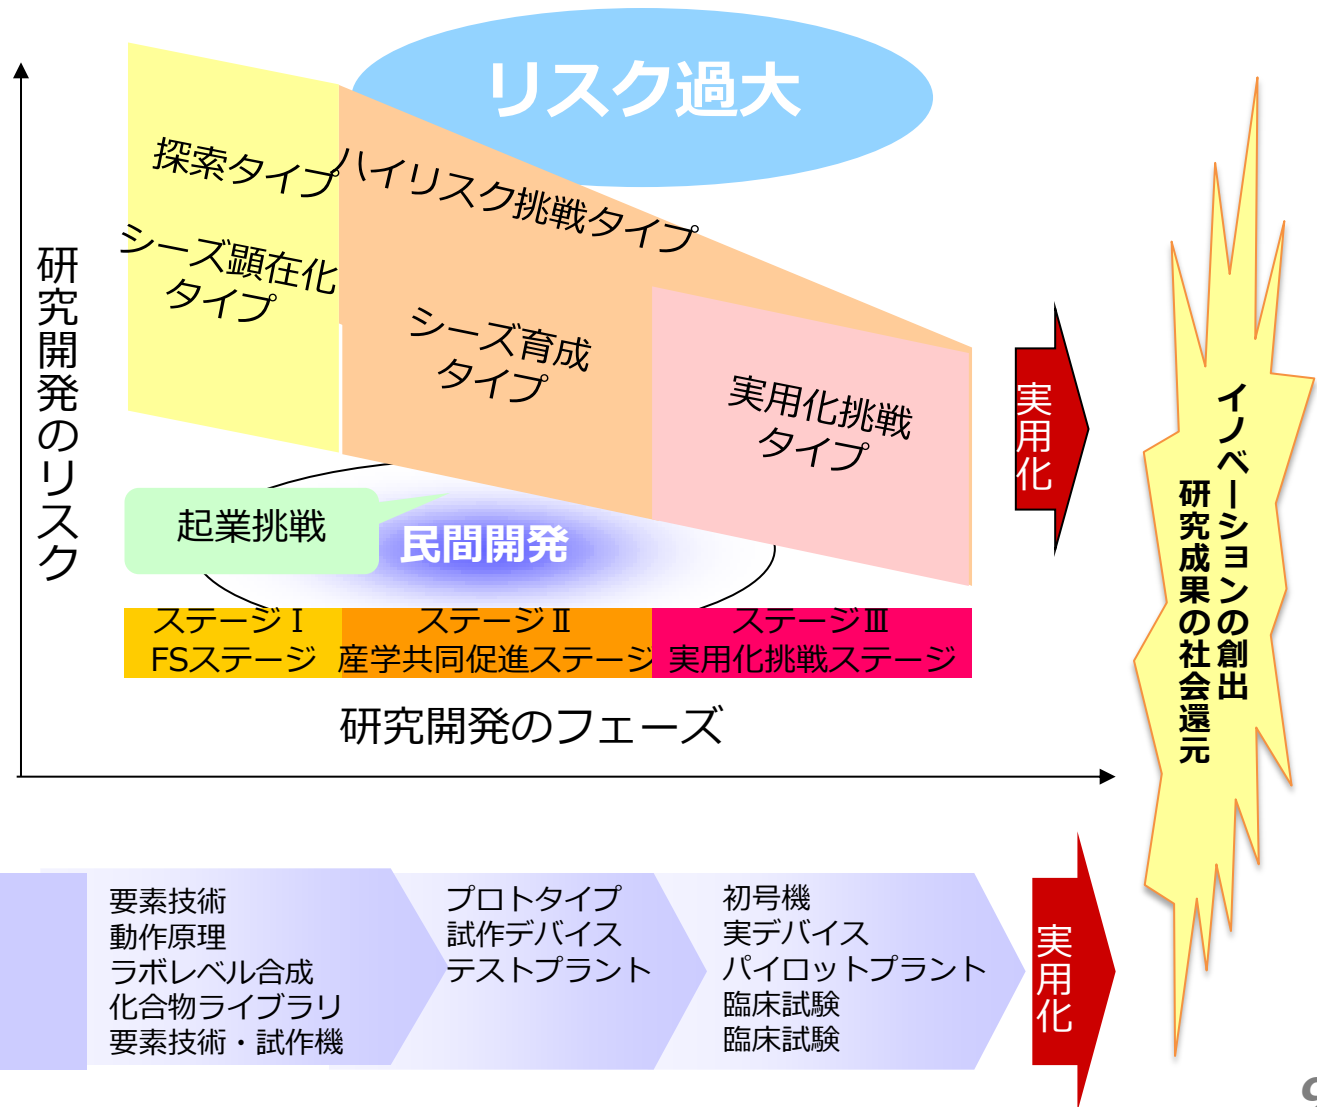 リスク過大
探索タイプ
ハイリスク挑戦タイプ
シーズ顕在化
タイプ
シーズ育成
タイプ
実用化挑戦
タイプ
研究開発のリスク
起業挑戦
民間開発
ステージⅠ
FSステージ
ステージⅡ
産学共同促進ステージ
ステージⅢ
実用化挑戦ステージ
研究開発のフェーズ
実用化
イノベーションの創出
研究成果の社会還元
要素技術
動作原理
ラボレベル合成
化合物ライブラリ
要素技術・試作機
プロトタイプ
試作デバイス
テストプラント
初号機
実デバイス
パイロットプラント
臨床試験
臨床試験
実用化